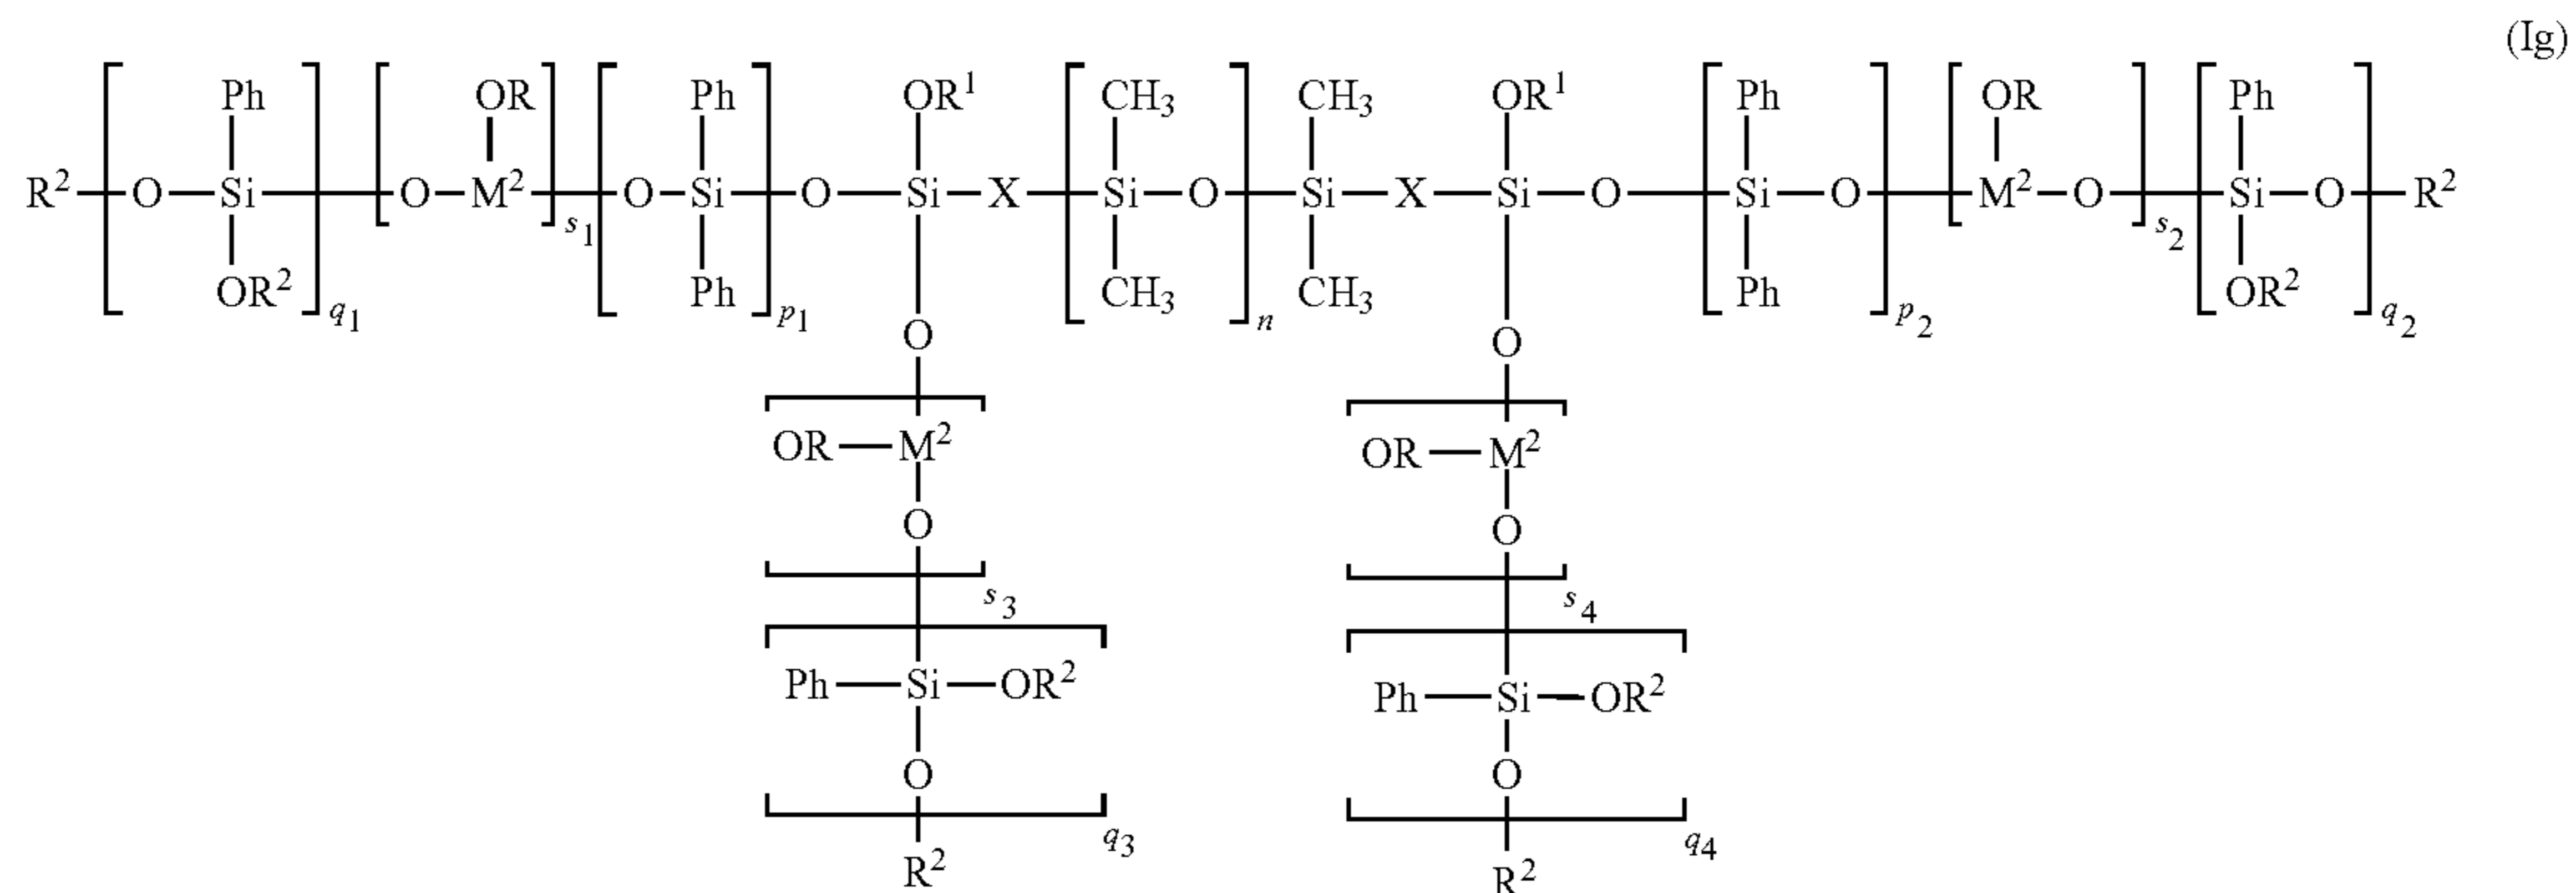 (Ig)
Ph OR Ph OR¹ CH₃ CH₃ OR¹ Ph OR Ph
R²—[—O—Si—]—[—O—M²—]s₁—[—O—Si—]—O—Si—X—[—Si—O—]—Si—X—Si—O—[—Si—O—]—[—M²—O—]s₂—[—Si—O—]—R²
OR² q₁ Ph p₁ CH₃ n CH₃ Ph p₂ OR² q₂
O O
OR—M² OR—M²
O O
s₃ s₄
Ph—Si—OR² Ph—Si—OR²
O O
q₃ q₄
R² R²